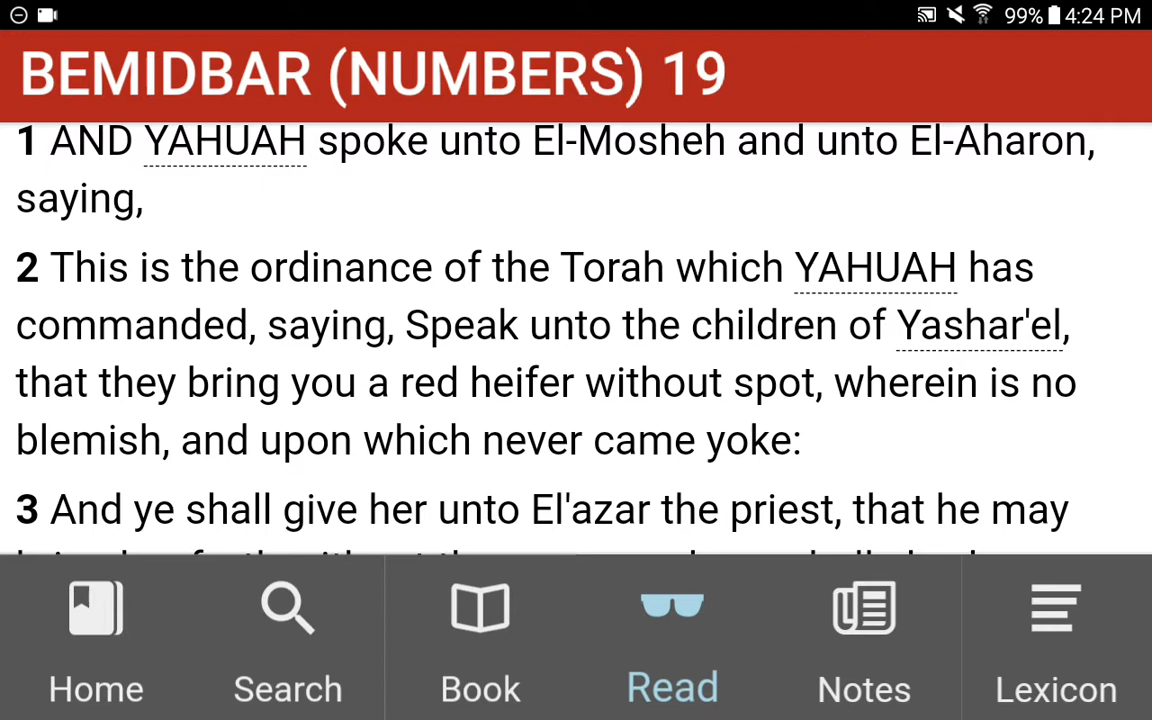 99% 4:24 PM
BEMIDBAR (NUMBERS) 19
1 AND YAHUAH spoke unto El-Mosheh and unto El-Aharon,
saying,
2 This is the ordinance of the Torah which YAHUAH has
commanded, saying, Speak unto the children of Yashar'el,
that they bring you a red heifer without spot, wherein is no
blemish, and upon which never came yoke:
3 And ye shall give her unto El'azar the priest, that he may
Home Search Book Read Notes Lexicon